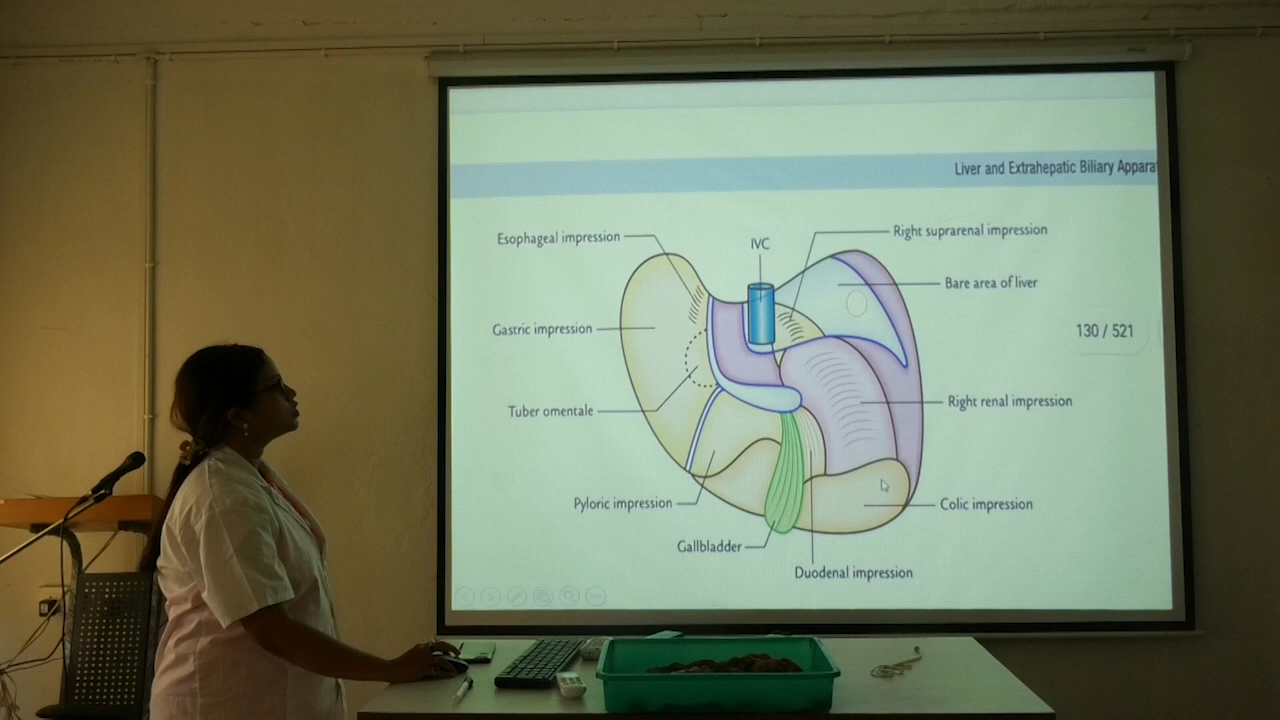 Liver and Extrahepatic Biliary Appara
Esophageal impression
IVC
Right suprarenal impression
Bare area of liver
Gastric impression
130 / 521
Right renal impression
Tuber omentale
Pyloric impression
Colic impression
Gallbladder
Duodenal impression